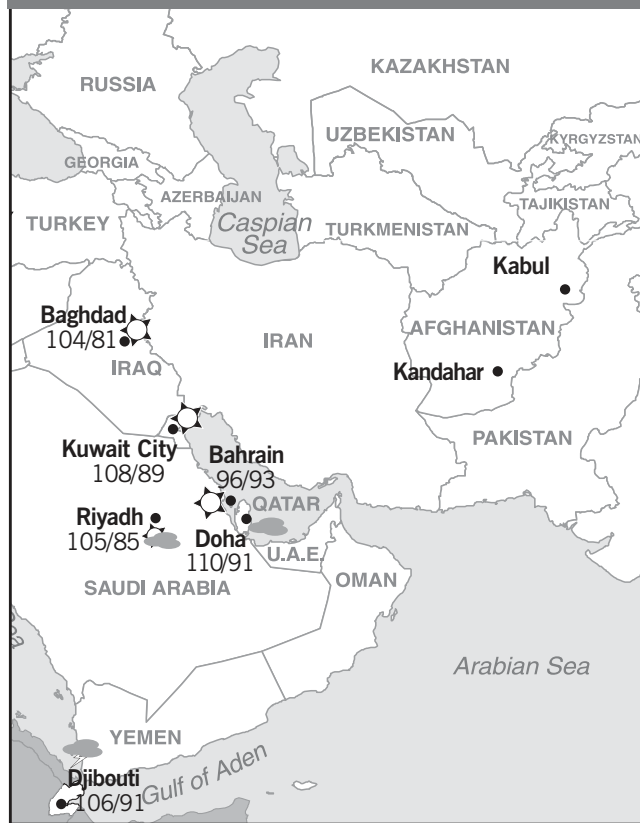 KAZAKHSTAN
RUSSIA
UZBEKISTAN
KYRGYZSTAN
GEORGIA
AZERBAIJAN
TAJIKISTAN
TURKEY
Caspian
Sea
TURKMENISTAN
Kabul
Baghdad
104/81
IRAN
AFGHANISTAN
IRAQ
Kandahar
PAKISTAN
Kuwait City
108/89
Bahrain
96/93
QATAR
Riyadh
105/85
Doha
110/91
U.A.E.
SAUDI ARABIA
OMAN
Arabian Sea
YEMEN
Gulf of Aden
Djibouti
106/91